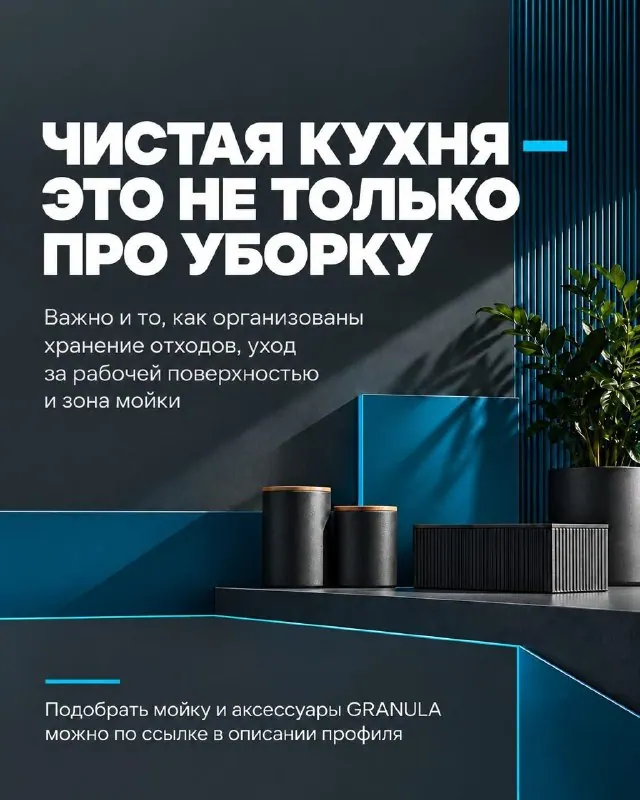 ЧИСТАЯ КУХНЯ —
ЭТО НЕ ТОЛЬКО
ПРО УБОРКУ
Важно и то, как организованы
хранение отходов, уход
за рабочей поверхностью
и зона мойки
Подобрать мойку и аксессуары GRANULA
можно по ссылке в описании профиля